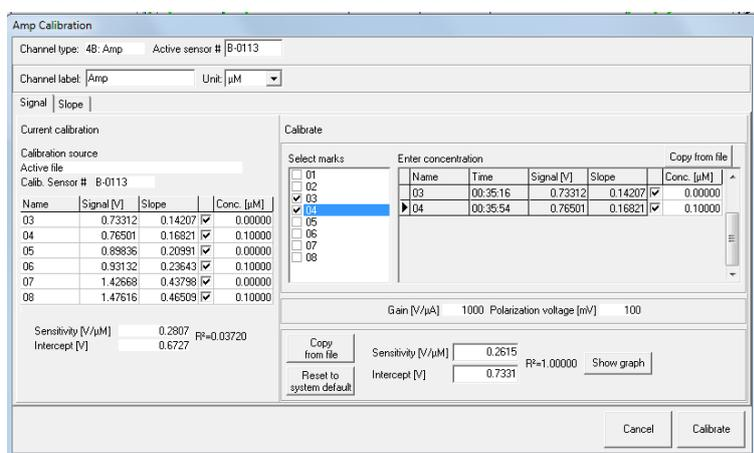 Amp Calibration
Channel type: 4B: Amp Active sensor # B-0113
Channel label: Amp Unit: µM
Signal Slope
Current calibration
Calibration source
Active file
Calib. Sensor # B-0113
Name Signal [V] Slope Conc. [µM]
03 0.73312 0.14207 0.00000
04 0.76501 0.16821 0.10000
05 0.89836 0.20991 0.00000
06 0.93132 0.23643 0.10000
07 1.42668 0.43798 0.00000
08 1.47616 0.46509 0.10000
Sensitivity [V/µM] 0.2807 R²=0.03720
Intercept [V] 0.6727
Calibrate
Select marks
01
02
03
04
05
06
07
08
Enter concentration Copy from file
Name Time Signal [V] Slope Conc. [µM]
03 00:35:16 0.73312 0.14207 0.00000
04 00:35:54 0.76501 0.16821 0.10000
Gain [V/µA] 1000 Polarization voltage [mV] 100
Copy
from file
Reset to
system default
Sensitivity [V/µM] 0.2615
Intercept [V] 0.7331
R²=1.00000 Show graph
Cancel Calibrate